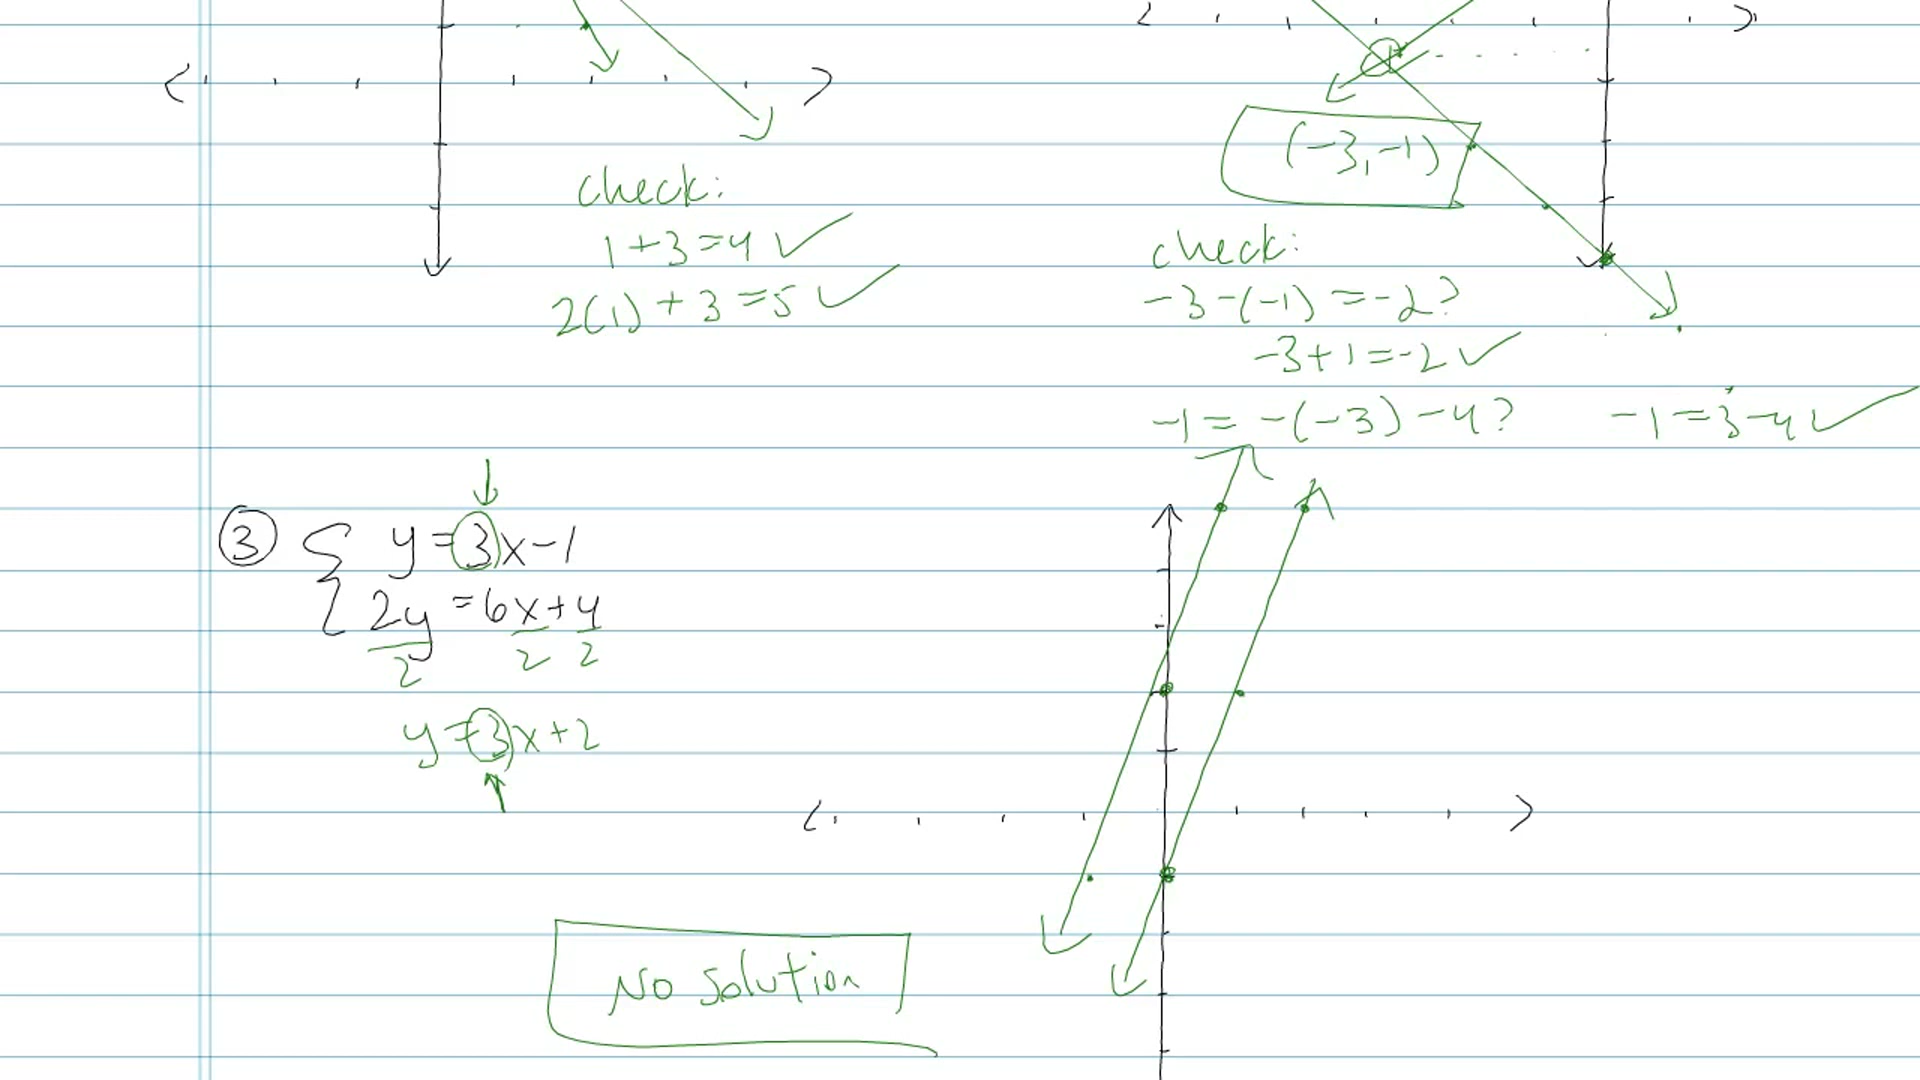 check:
1+3=4✓
2(1)+3=5✓
(-3,-1)
check:
-3-(-1)=-2?
-3+1=-2✓
-1=-(-3)-4?
-1=3-4✓
③ { y=3x-1
2y=6x+4
2 2 2
y=3x+2
No solution